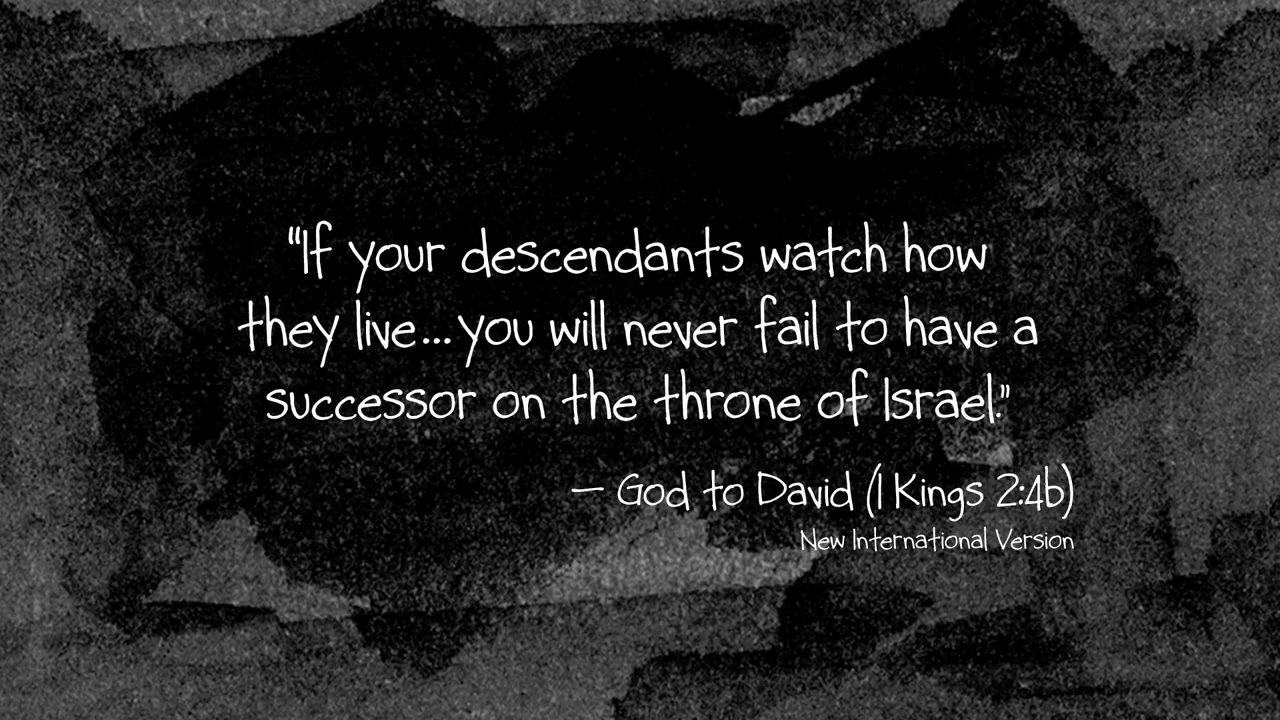 "If your descendants watch how
they live... you will never fail to have a
successor on the throne of Israel."
— God to David (1 Kings 2:4b)
New International Version